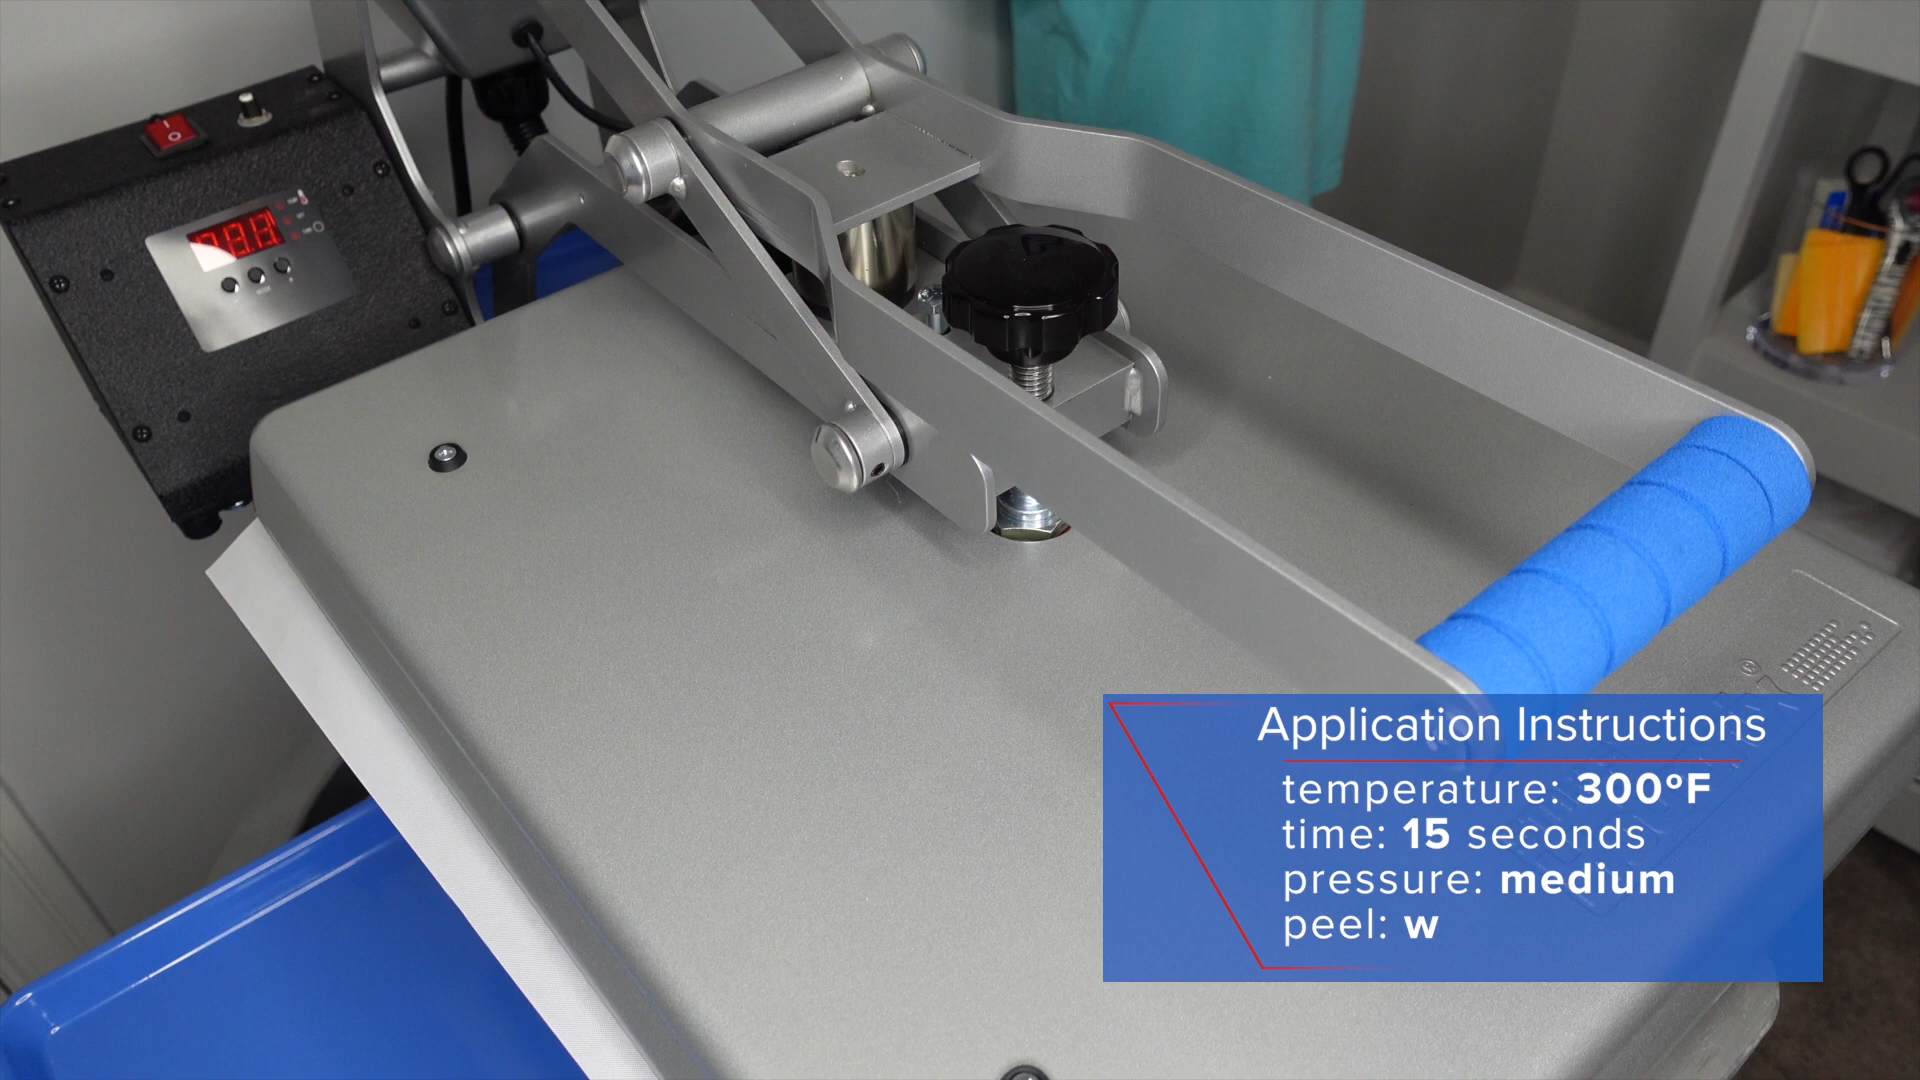 Application Instructions
temperature: 300°F
time: 15 seconds
pressure: medium
peel: w